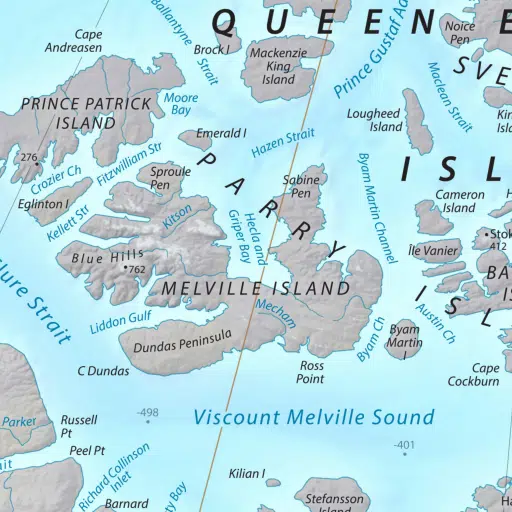 QUEEN E
Ballantyne
Strait
Cape
Andreasen
Brock I
Mackenzie
King
Island
Prince Gustaf Ad
Noice
Pen
SVE
Maclean Strait
PRINCE PATRICK
ISLAND
Moore
Bay
Lougheed
Island
Emerald I
Hazen Strait
276
Crozier Ch
Fitzwilliam Str
Sproule
Pen
PARRY
ISL
Sabine
Pen
Byam Martin Channel
Cameron
Island
Eglinton I
Kellett Str
Kitson
Hecla and
Griper Bay
Stok
412
Île Vanier
Blue Hills
762
BA
IS
MELVILLE ISLAND
ISL
lure Strait
Liddon Gulf
Mecham
Austin Ch
Byam Ch
Byam
Martin
I
Dundas Peninsula
C Dundas
Ross
Point
Cape
Cockburn
-498
Viscount Melville Sound
Parker
Russell
Pt
-401
Peel Pt
ait
Richard Collinson
Inlet
Kilian I
ty Bay
Barnard
Stefansson
Island
Ha